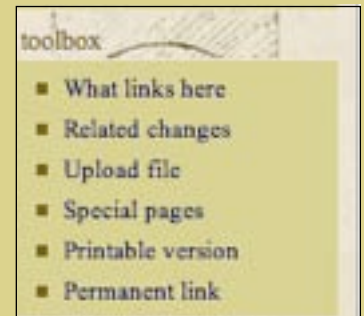 toolbox
What links here
Related changes
Upload file
Special pages
Printable version
Permanent link